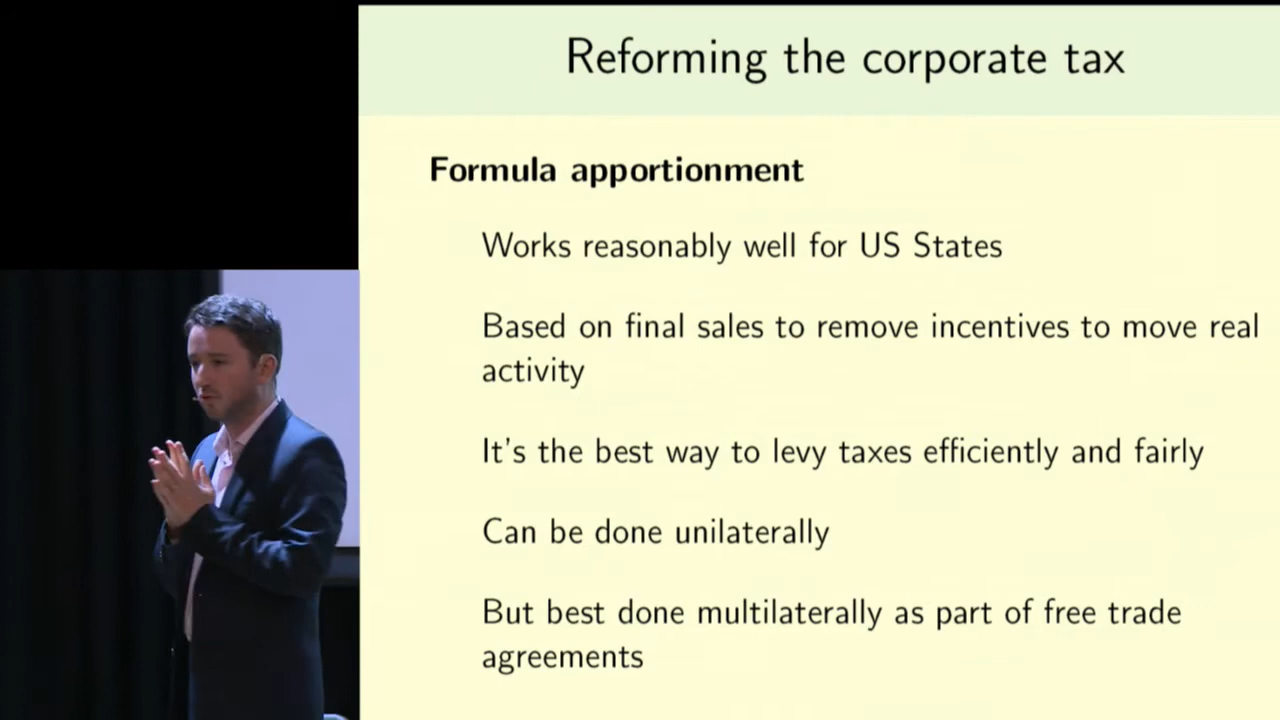 Reforming the corporate tax
Formula apportionment
Works reasonably well for US States
Based on final sales to remove incentives to move real
activity
It's the best way to levy taxes efficiently and fairly
Can be done unilaterally
But best done multilaterally as part of free trade
agreements